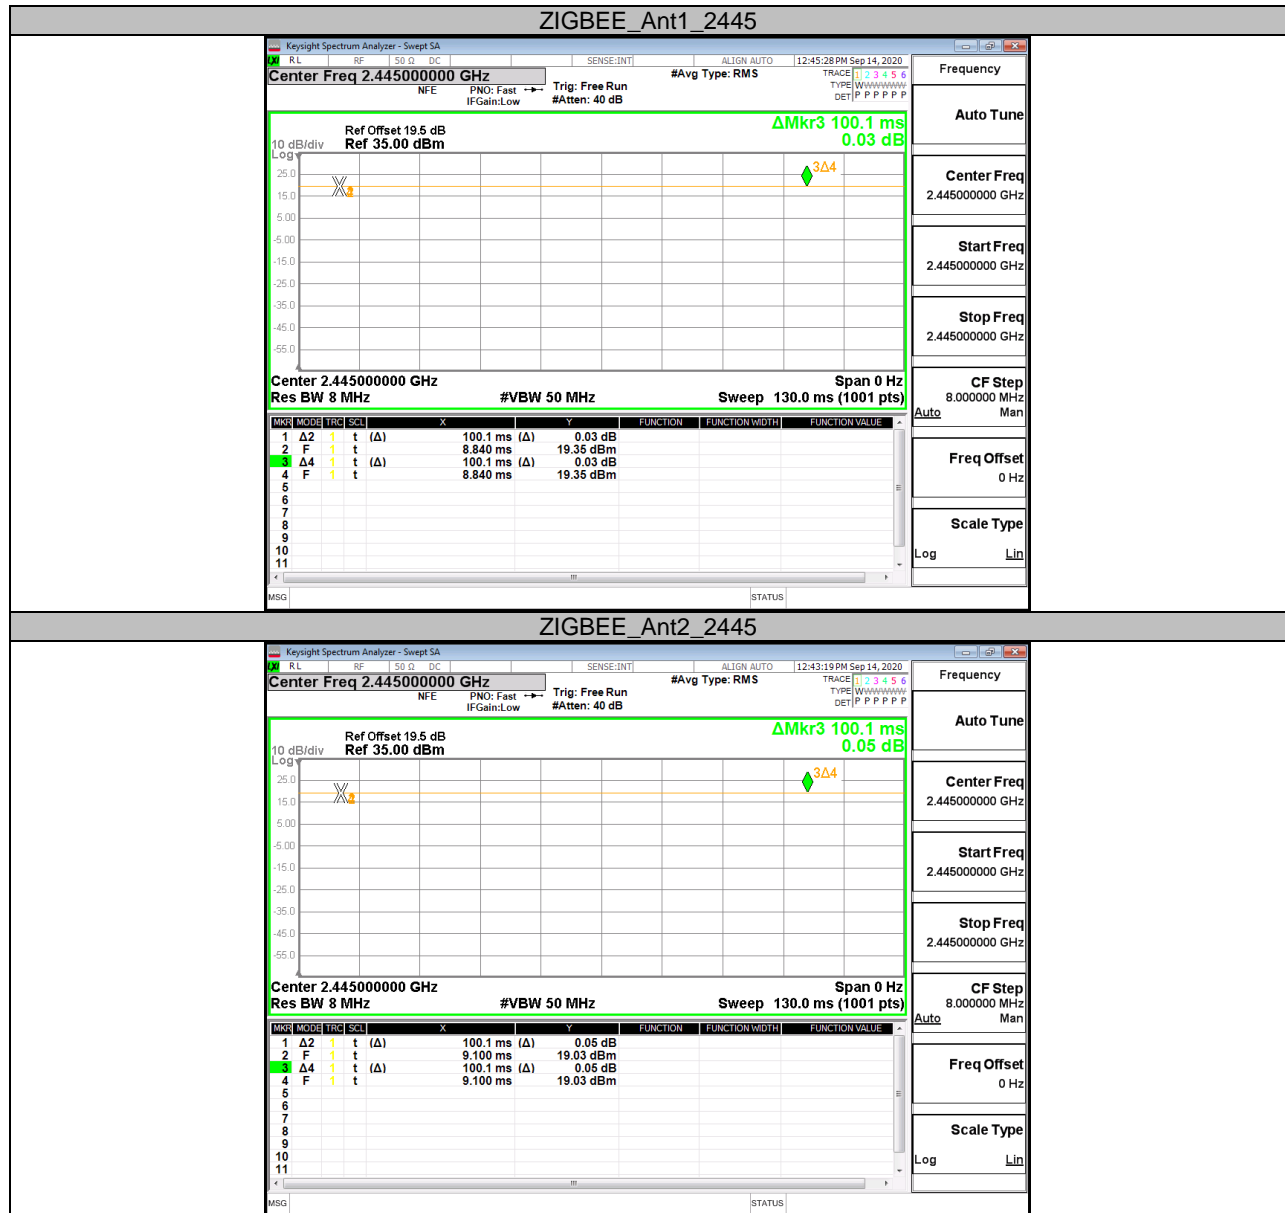 ZIGBEE_Ant1_2445
Keysight Spectrum Analyzer - Swept SA
LXI RL RF 50 Ω DC SENSE:INT ALIGN AUTO 12:45:28 PM Sep 14, 2020
Center Freq 2.445000000 GHz #Avg Type: RMS TRACE 1 2 3 4 5 6
NFE PNO: Fast Trig: Free Run TYPE WWWWWW
IFGain:Low #Atten: 40 dB DET P P P P P P
ΔMkr3 100.1 ms
0.03 dB
Ref Offset 19.5 dB
10 dB/div Ref 35.00 dBm
Log
25.0
15.0
5.00
-5.00
-15.0
-25.0
-35.0
-45.0
-55.0
3Δ4
Center 2.445000000 GHz Span 0 Hz
Res BW 8 MHz #VBW 50 MHz Sweep 130.0 ms (1001 pts)
MKR MODE TRC SCL X Y FUNCTION FUNCTION WIDTH FUNCTION VALUE
1 Δ2 1 t (Δ) 100.1 ms (Δ) 0.03 dB
2 F 1 t 8.840 ms 19.35 dBm
3 Δ4 1 t (Δ) 100.1 ms (Δ) 0.03 dB
4 F 1 t 8.840 ms 19.35 dBm
5
6
7
8
9
10
11
MSG STATUS
Frequency
Auto Tune
Center Freq
2.445000000 GHz
Start Freq
2.445000000 GHz
Stop Freq
2.445000000 GHz
CF Step
8.000000 MHz
Auto Man
Freq Offset
0 Hz
Scale Type
Log Lin
ZIGBEE_Ant2_2445
Keysight Spectrum Analyzer - Swept SA
LXI RL RF 50 Ω DC SENSE:INT ALIGN AUTO 12:43:19 PM Sep 14, 2020
Center Freq 2.445000000 GHz #Avg Type: RMS TRACE 1 2 3 4 5 6
NFE PNO: Fast Trig: Free Run TYPE WWWWWW
IFGain:Low #Atten: 40 dB DET P P P P P P
ΔMkr3 100.1 ms
0.05 dB
Ref Offset 19.5 dB
10 dB/div Ref 35.00 dBm
Log
25.0
15.0
5.00
-5.00
-15.0
-25.0
-35.0
-45.0
-55.0
3Δ4
Center 2.445000000 GHz Span 0 Hz
Res BW 8 MHz #VBW 50 MHz Sweep 130.0 ms (1001 pts)
MKR MODE TRC SCL X Y FUNCTION FUNCTION WIDTH FUNCTION VALUE
1 Δ2 1 t (Δ) 100.1 ms (Δ) 0.05 dB
2 F 1 t 9.100 ms 19.03 dBm
3 Δ4 1 t (Δ) 100.1 ms (Δ) 0.05 dB
4 F 1 t 9.100 ms 19.03 dBm
5
6
7
8
9
10
11
MSG STATUS
Frequency
Auto Tune
Center Freq
2.445000000 GHz
Start Freq
2.445000000 GHz
Stop Freq
2.445000000 GHz
CF Step
8.000000 MHz
Auto Man
Freq Offset
0 Hz
Scale Type
Log Lin